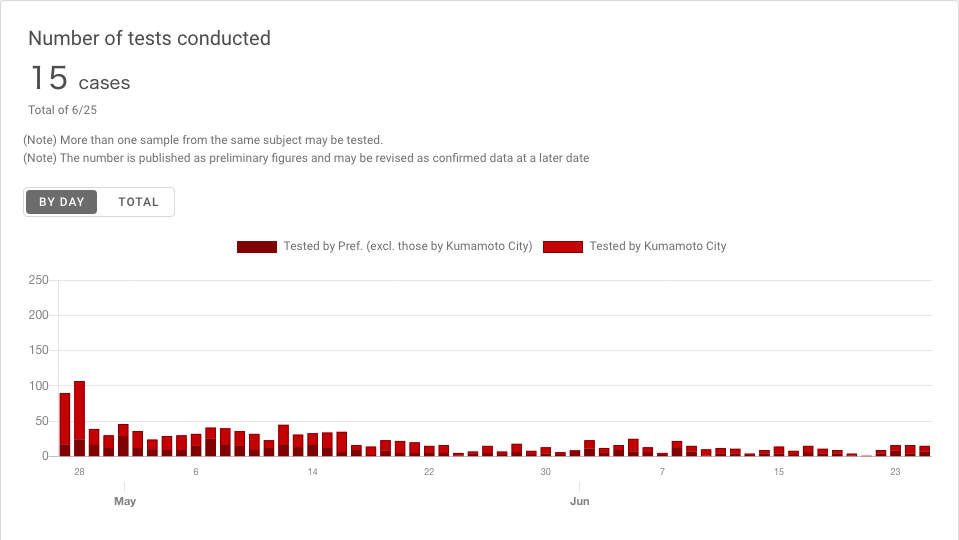 Number of tests conducted
15 cases
Total of 6/25
(Note) More than one sample from the same subject may be tested.
(Note) The number is published as preliminary figures and may be revised as confirmed data at a later date
BY DAY TOTAL
Tested by Pref. (excl. those by Kumamoto City) Tested by Kumamoto City
250
200
150
100
50
0
28 6 14 22 30 7 15 23
May Jun